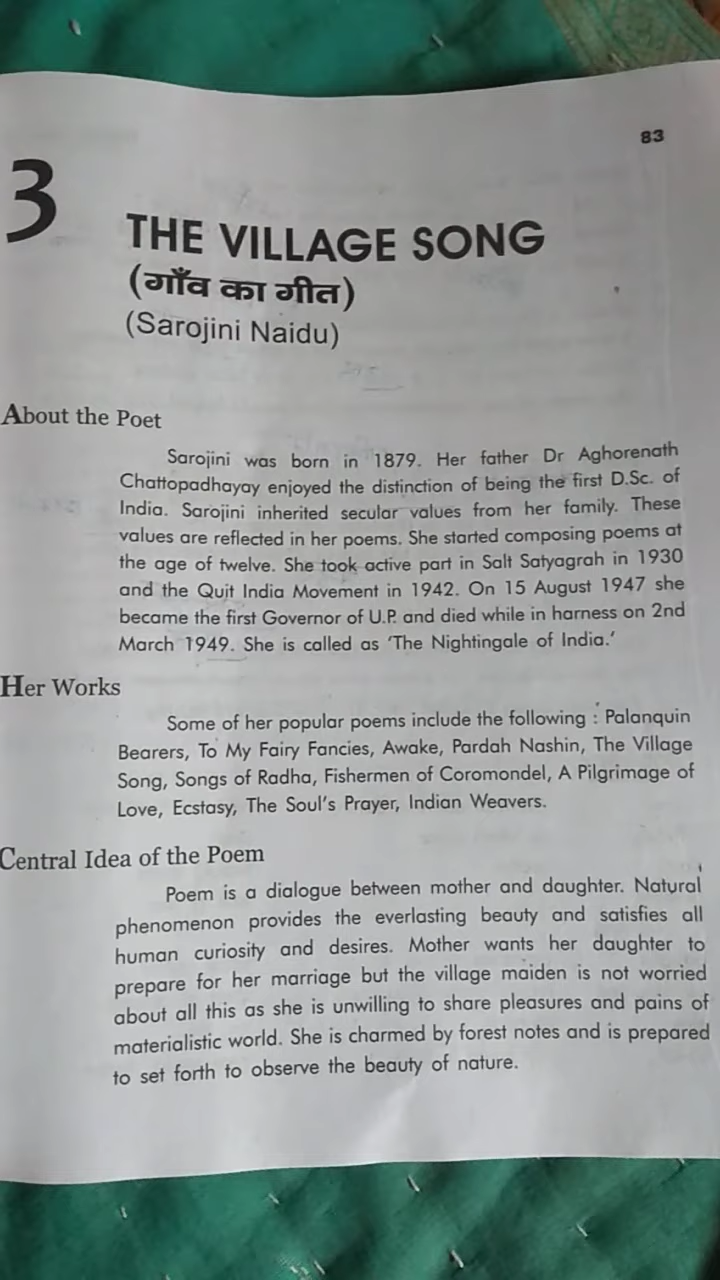 83
3
THE VILLAGE SONG
(गाँव का गीत)
(Sarojini Naidu)
About the Poet
Sarojini was born in 1879. Her father Dr Aghorenath
Chattopadhayay enjoyed the distinction of being the first D.Sc. of
India. Sarojini inherited secular values from her family. These
values are reflected in her poems. She started composing poems at
the age of twelve. She took active part in Salt Satyagrah in 1930
and the Quit India Movement in 1942. On 15 August 1947 she
became the first Governor of U.P. and died while in harness on 2nd
March 1949. She is called as ‘The Nightingale of India.’
Her Works
Some of her popular poems include the following : Palanquin
Bearers, To My Fairy Fancies, Awake, Pardah Nashin, The Village
Song, Songs of Radha, Fishermen of Coromondel, A Pilgrimage of
Love, Ecstasy, The Soul’s Prayer, Indian Weavers.
Central Idea of the Poem
Poem is a dialogue between mother and daughter. Natural
phenomenon provides the everlasting beauty and satisfies all
human curiosity and desires. Mother wants her daughter to
prepare for her marriage but the village maiden is not worried
about all this as she is unwilling to share pleasures and pains of
materialistic world. She is charmed by forest notes and is prepared
to set forth to observe the beauty of nature.